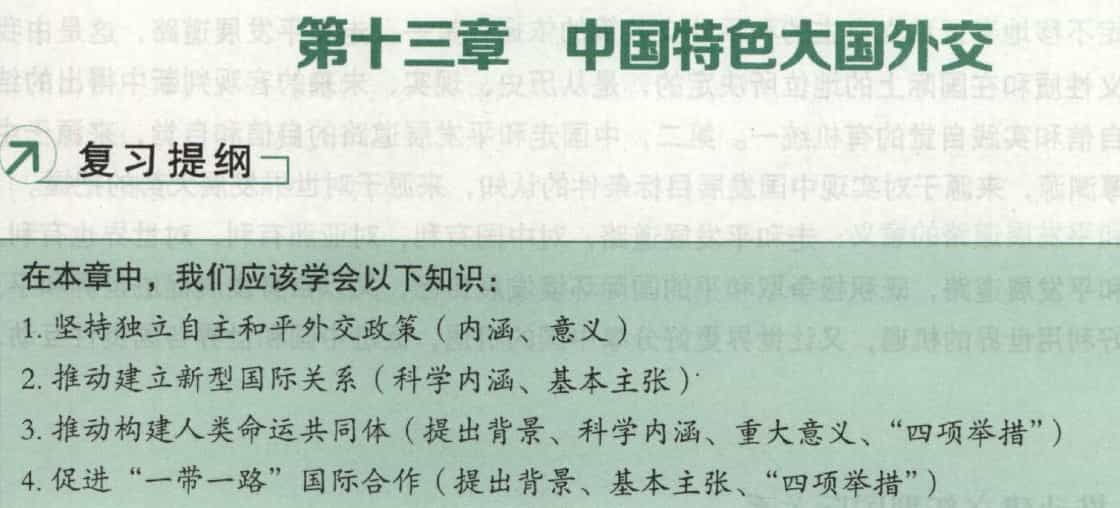 第十三章 中国特色大国外交
复习提纲
在本章中，我们应该学会以下知识：
1. 坚持独立自主和平外交政策（内涵、意义）
2. 推动建立新型国际关系（科学内涵、基本主张）
3. 推动构建人类命运共同体（提出背景、科学内涵、重大意义、“四项举措”）
4. 促进“一带一路”国际合作（提出背景、基本主张、“四项举措”）